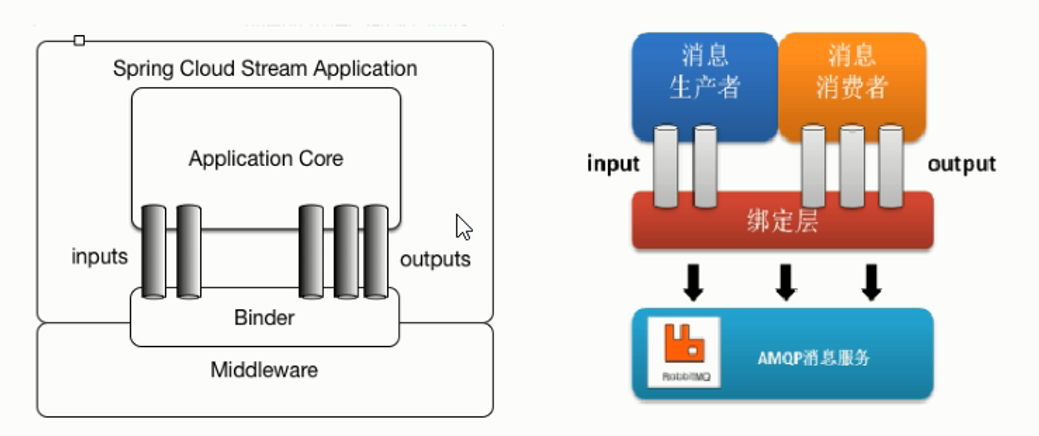 Spring Cloud Stream Application
Application Core
inputs
outputs
Binder
Middleware
消息
生产者
消息
消费者
input
output
绑定层
RabbitMQ
AMQP消息服务